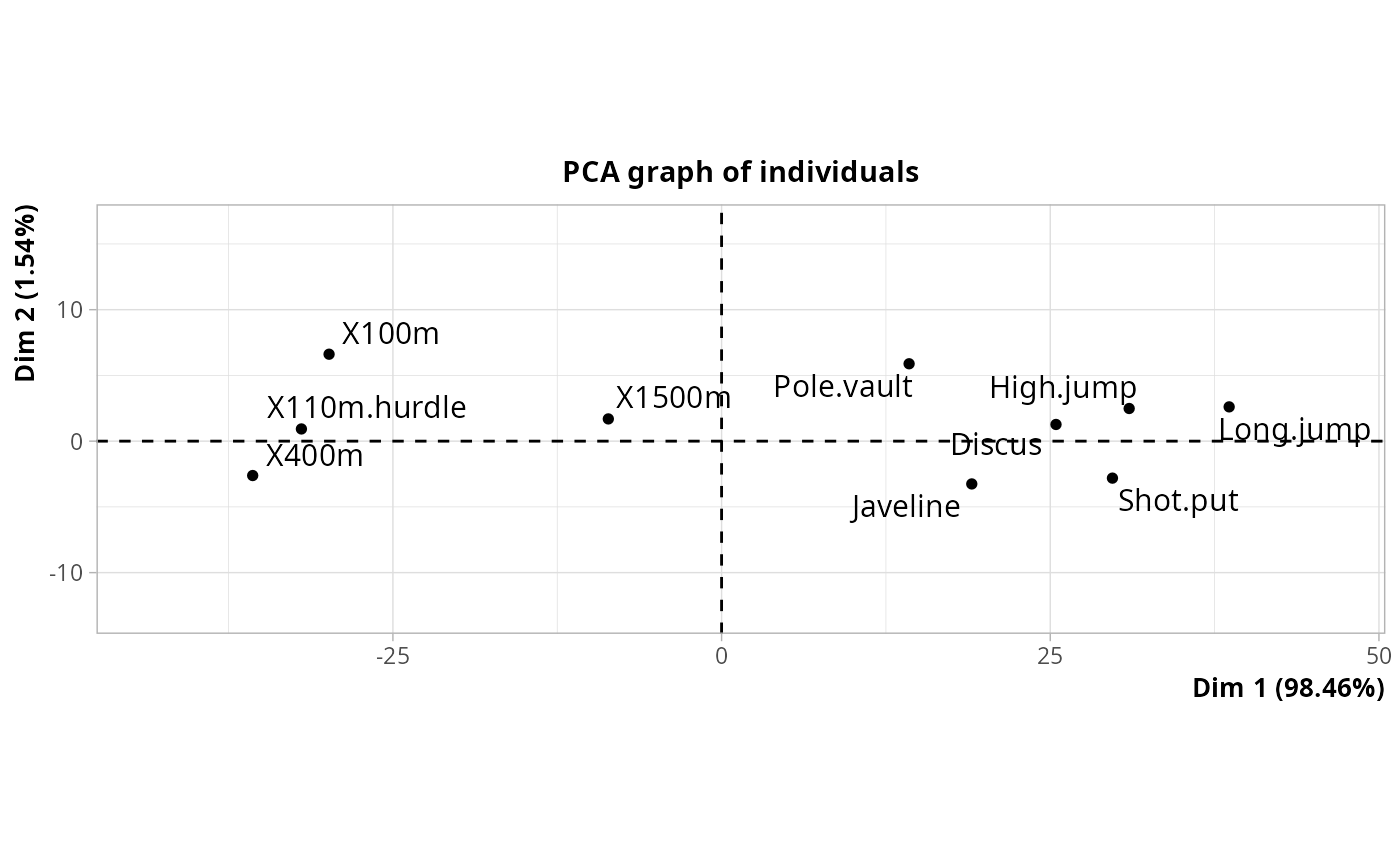 PCA graph of individuals
Dim 2 (1.54%)
10
0
-10
X100m
X110m.hurdle
X400m
X1500m
Pole.vault
High.jump
Long.jump
Discus
Javeline
Shot.put
-25
0
25
50
Dim 1 (98.46%)